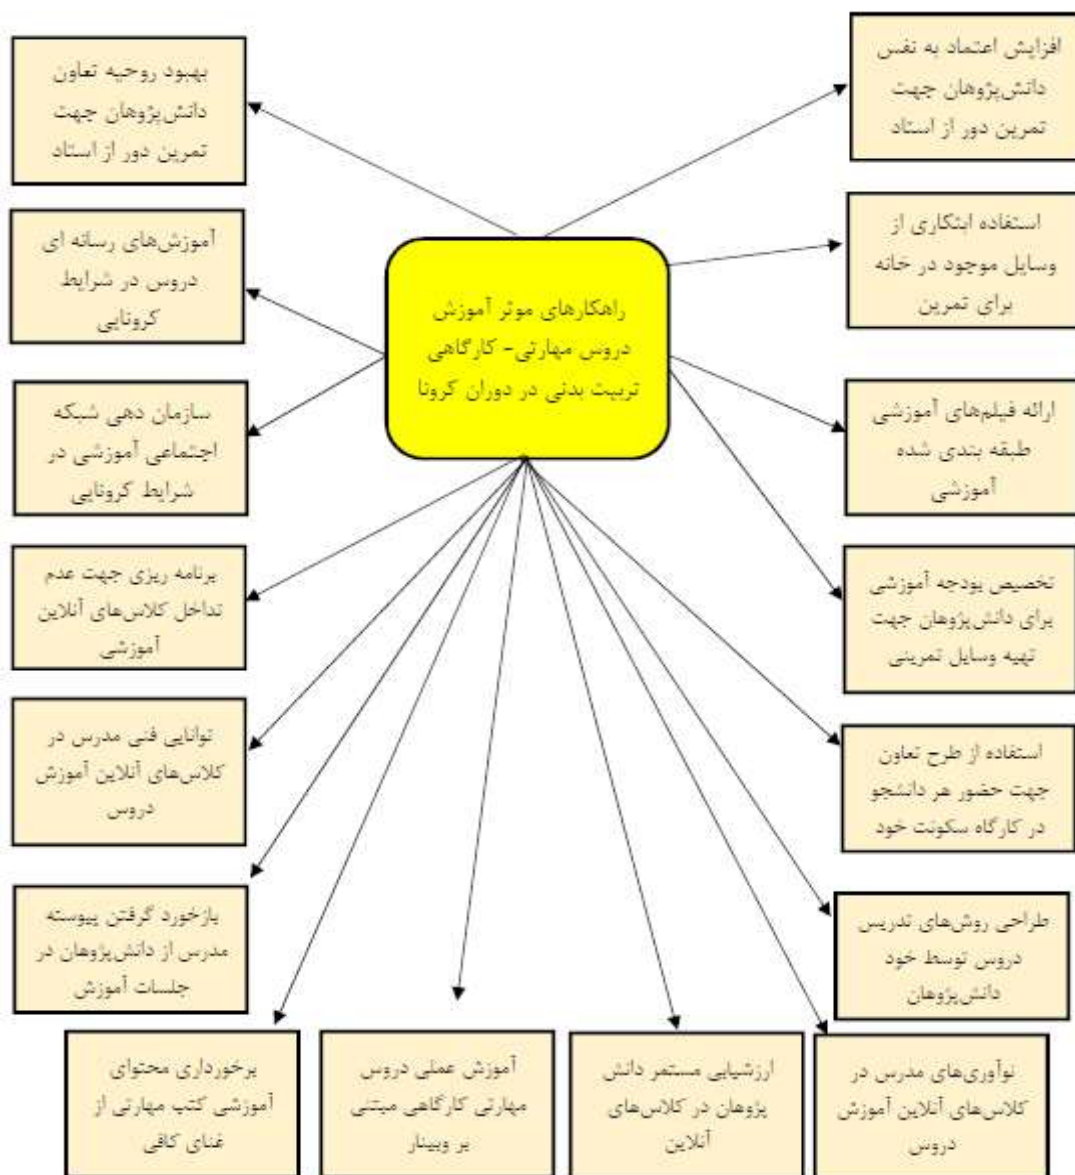 افزایش اعتماد به نفس
دانش‌پژوهان جهت
تمرین دور از استاد
بهبود روحیه تعاون
دانش‌پژوهان جهت
تمرین دور از استاد
استفاده ابتکاری از
وسایل موجود در خانه
برای تمرین
آموزش‌های رسانه ای
دروس در شرایط
کرونایی
راهکارهای موثر آموزش
دروس مهارتی- کارگاهی
تربیت بدنی در دوران کرونا
ارائه فیلم‌های آموزشی
طبقه بندی شده
آموزشی
سازمان دهی شبکه
اجتماعی آموزشی در
شرایط کرونایی
تخصیص بودجه آموزشی
برای دانش‌پژوهان جهت
تهیه وسایل تمرینی
برنامه ریزی جهت عدم
تداخل کلاس‌های آنلاین
آموزشی
استفاده از طرح تعاون
جهت حضور هر دانشجو
در کارگاه سکونت خود
توانایی فنی مدرس در
کلاس‌های آنلاین آموزش
دروس
طراحی روش‌های تدریس
دروس توسط خود
دانش‌پژوهان
بازخورد گرفتن پیوسته
مدرس از دانش‌پژوهان در
جلسات آموزش
نوآوری‌های مدرس در
کلاس‌های آنلاین آموزش
دروس
ارزشیابی مستمر دانش
پژوهان در کلاس‌های
آنلاین
آموزش عملی دروس
مهارتی کارگاهی مبتنی
بر وبینار
برخورداری محتوای
آموزشی کتب مهارتی از
غنای کافی